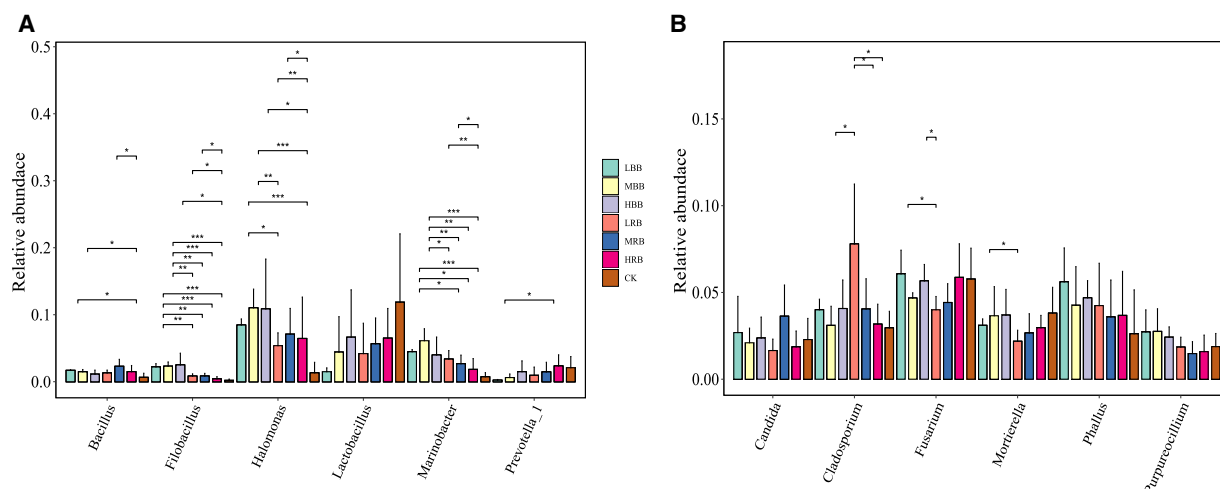 A
Relative abundace
0.5
0.4
0.3
0.2
0.1
0.0
*
**
*
*
*
*
***
*
**
*
**
*
***
***
*
***
***
**
**
*
**
**
*
*
***
***
*
***
*
*
**
*
Bacillus
Filobacillus
Halomonas
Lactobacillus
Marinobacter
Prevotella_1
LBB
MBB
HBB
LRB
MRB
HRB
CK
B
Relative abundace
0.15
0.10
0.05
0.00
*
*
*
*
*
*
Candida
Cladosporium
Fusarium
Mortierella
Phallus
Purpureocillium